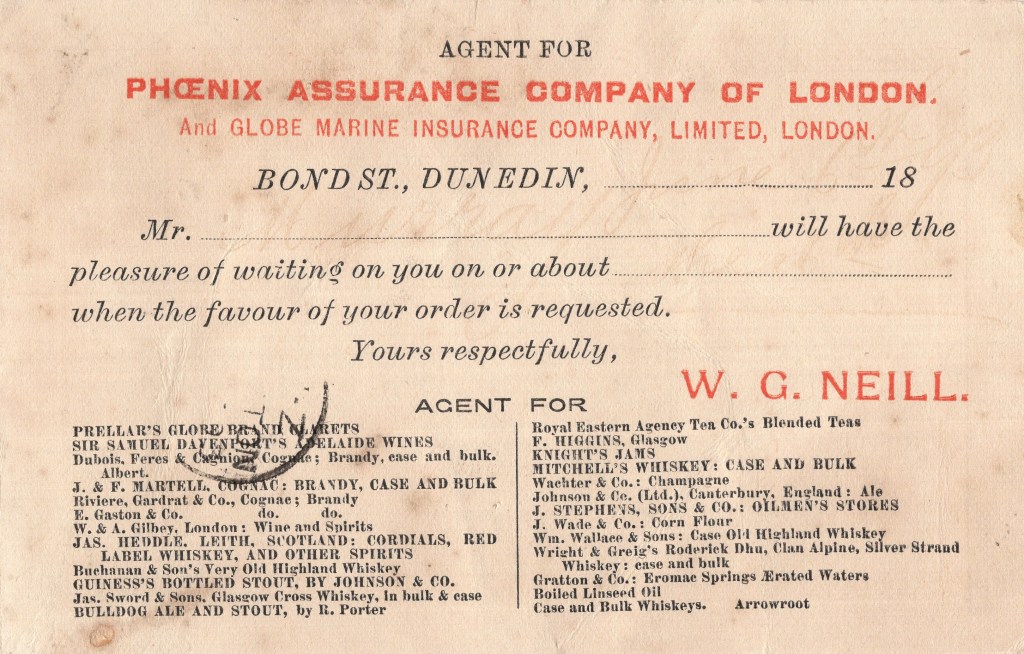 AGENT FOR
PHŒNIX ASSURANCE COMPANY OF LONDON.
And GLOBE MARINE INSURANCE COMPANY, LIMITED, LONDON.
BOND ST., DUNEDIN, 18
Mr. will have the
pleasure of waiting on you on or about
when the favour of your order is requested.
Yours respectfully,
W. G. NEILL.
AGENT FOR
PRELLAR'S GLOBE BRAND CLARETS
SIR SAMUEL DAVENPORT'S ADELAIDE WINES
Dubois, Feres & Cagnion, Cognac; Brandy, case and bulk.
Albert.
J. & F. MARTELL, COGNAC: BRANDY, CASE AND BULK
Riviere, Gardrat & Co., Cognac; Brandy
E. Gaston & Co. do. do.
W. & A. Gilbey, London: Wine and Spirits
JAS. HEDDLE, LEITH, SCOTLAND: CORDIALS, RED
LABEL WHISKEY, AND OTHER SPIRITS
Buchanan & Son's Very Old Highland Whiskey
GUINESS'S BOTTLED STOUT, BY JOHNSON & CO.
Jas. Sword & Sons, Glasgow Cross Whiskey, in bulk & case
BULLDOG ALE AND STOUT, by R. Porter
Royal Eastern Agency Tea Co.'s Blended Teas
F. HIGGINS, Glasgow
KNIGHT'S JAMS
MITCHELL'S WHISKEY: CASE AND BULK
Wachter & Co.: Champagne
Johnson & Co. (Ltd.), Canterbury, England: Ale
J. STEPHENS, SONS & CO.: OILMEN'S STORES
J. Wade & Co.: Corn Flour
Wm. Wallace & Sons: Case Old Highland Whiskey
Wright & Greig's Roderick Dhu, Clan Alpine, Silver Strand
Whiskey: case and bulk
Gratton & Co.: Eromac Springs Ærated Waters
Boiled Linseed Oil
Case and Bulk Whiskeys. Arrowroot